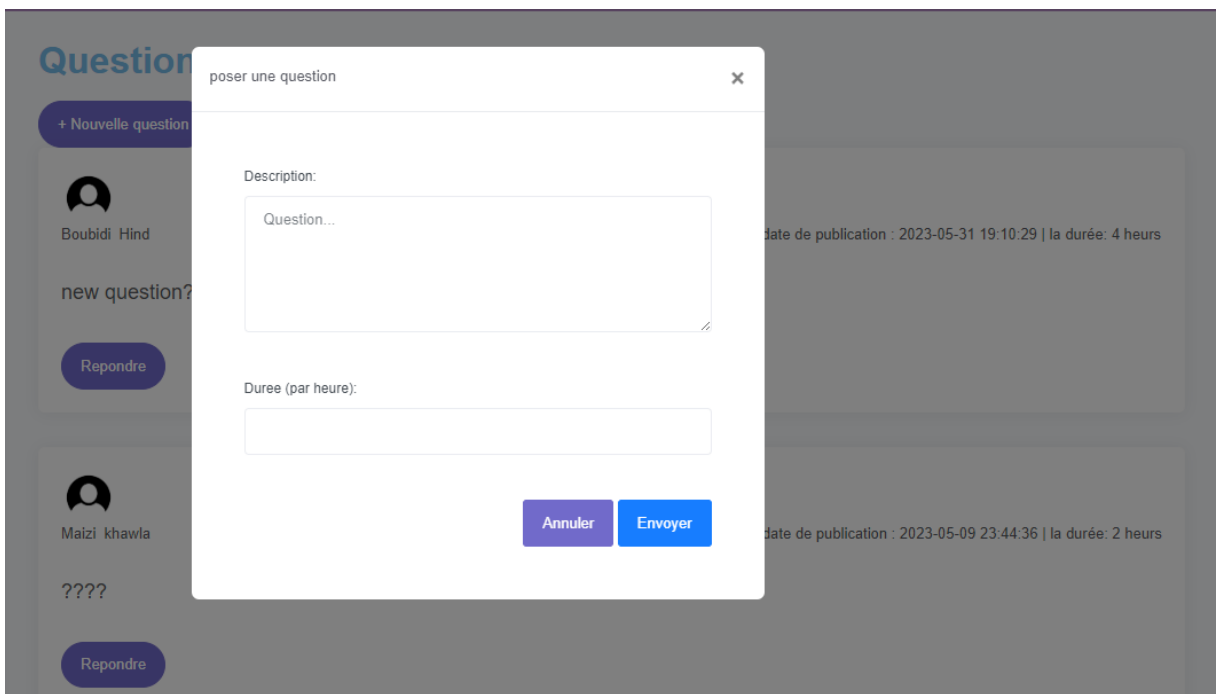 Question
poser une question
×
+ Nouvelle question
Description:
Question...
Boubidi Hind
date de publication : 2023-05-31 19:10:29 | la durée: 4 heurs
new question?
Repondre
Duree (par heure):
Annuler
Envoyer
Maizi khawla
date de publication : 2023-05-09 23:44:36 | la durée: 2 heurs
????
Repondre